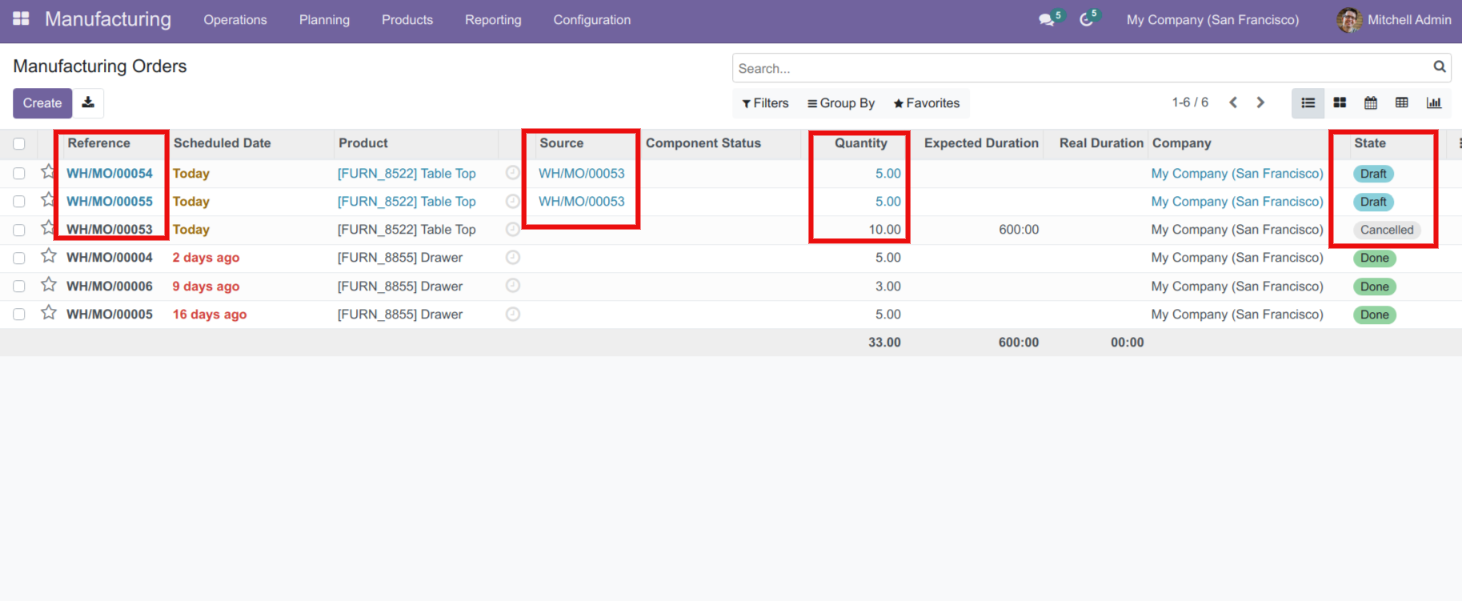 Manufacturing Operations Planning Products Reporting Configuration 5 5 My Company (San Francisco) Mitchell Admin
Manufacturing Orders Search...
Create Filters Group By Favorites 1-6 / 6
Reference Scheduled Date Product Source Component Status Quantity Expected Duration Real Duration Company State
WH/MO/00054 Today [FURN_8522] Table Top WH/MO/00053 5.00 My Company (San Francisco) Draft
WH/MO/00055 Today [FURN_8522] Table Top WH/MO/00053 5.00 My Company (San Francisco) Draft
WH/MO/00053 Today [FURN_8522] Table Top 10.00 600:00 My Company (San Francisco) Cancelled
WH/MO/00004 2 days ago [FURN_8855] Drawer 5.00 My Company (San Francisco) Done
WH/MO/00006 9 days ago [FURN_8855] Drawer 3.00 My Company (San Francisco) Done
WH/MO/00005 16 days ago [FURN_8855] Drawer 5.00 My Company (San Francisco) Done
33.00 600:00 00:00